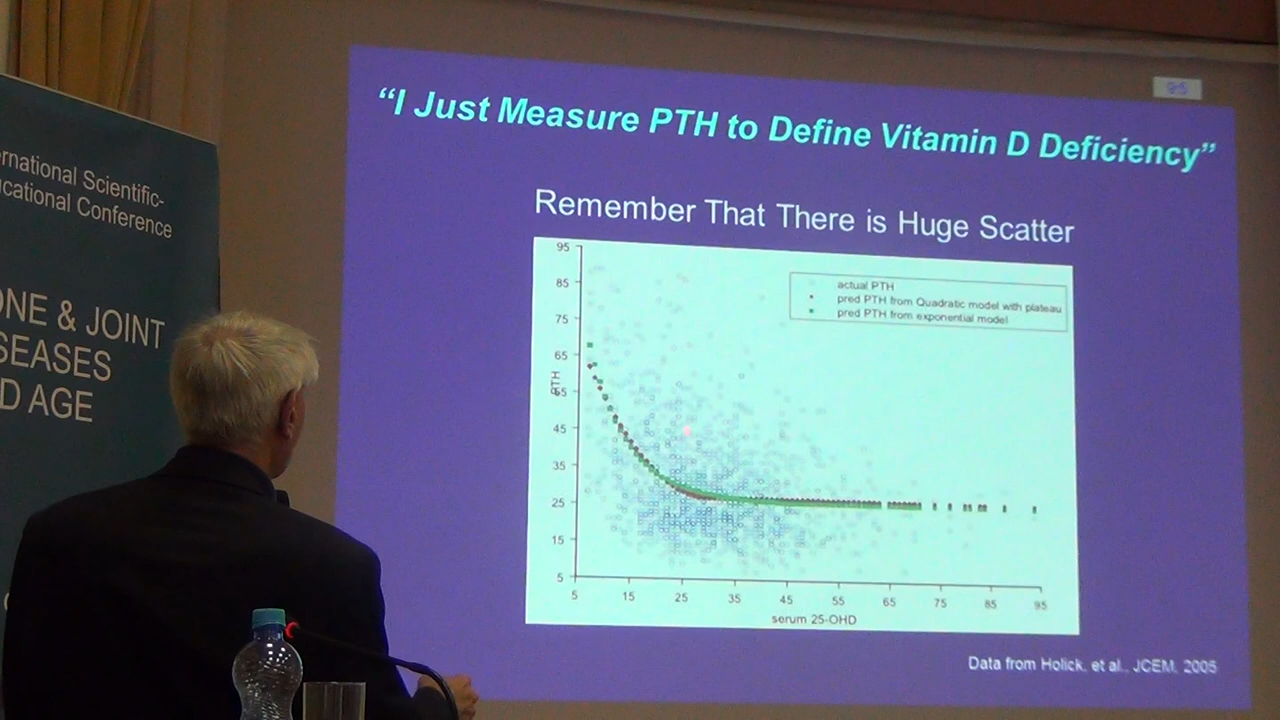 rnational Scientific-
cational Conference
ONE & JOINT
SEASES
D AGE
"I Just Measure PTH to Define Vitamin D Deficiency"
Remember That There is Huge Scatter
95
85
75
65
55
45
35
25
15
5
PTH
actual PTH
pred PTH from Quadratic model with plateau
pred PTH from exponential model
5 15 25 35 45 55 65 75 85 95
serum 25-OHD
Data from Holick, et al., JCEM, 2005